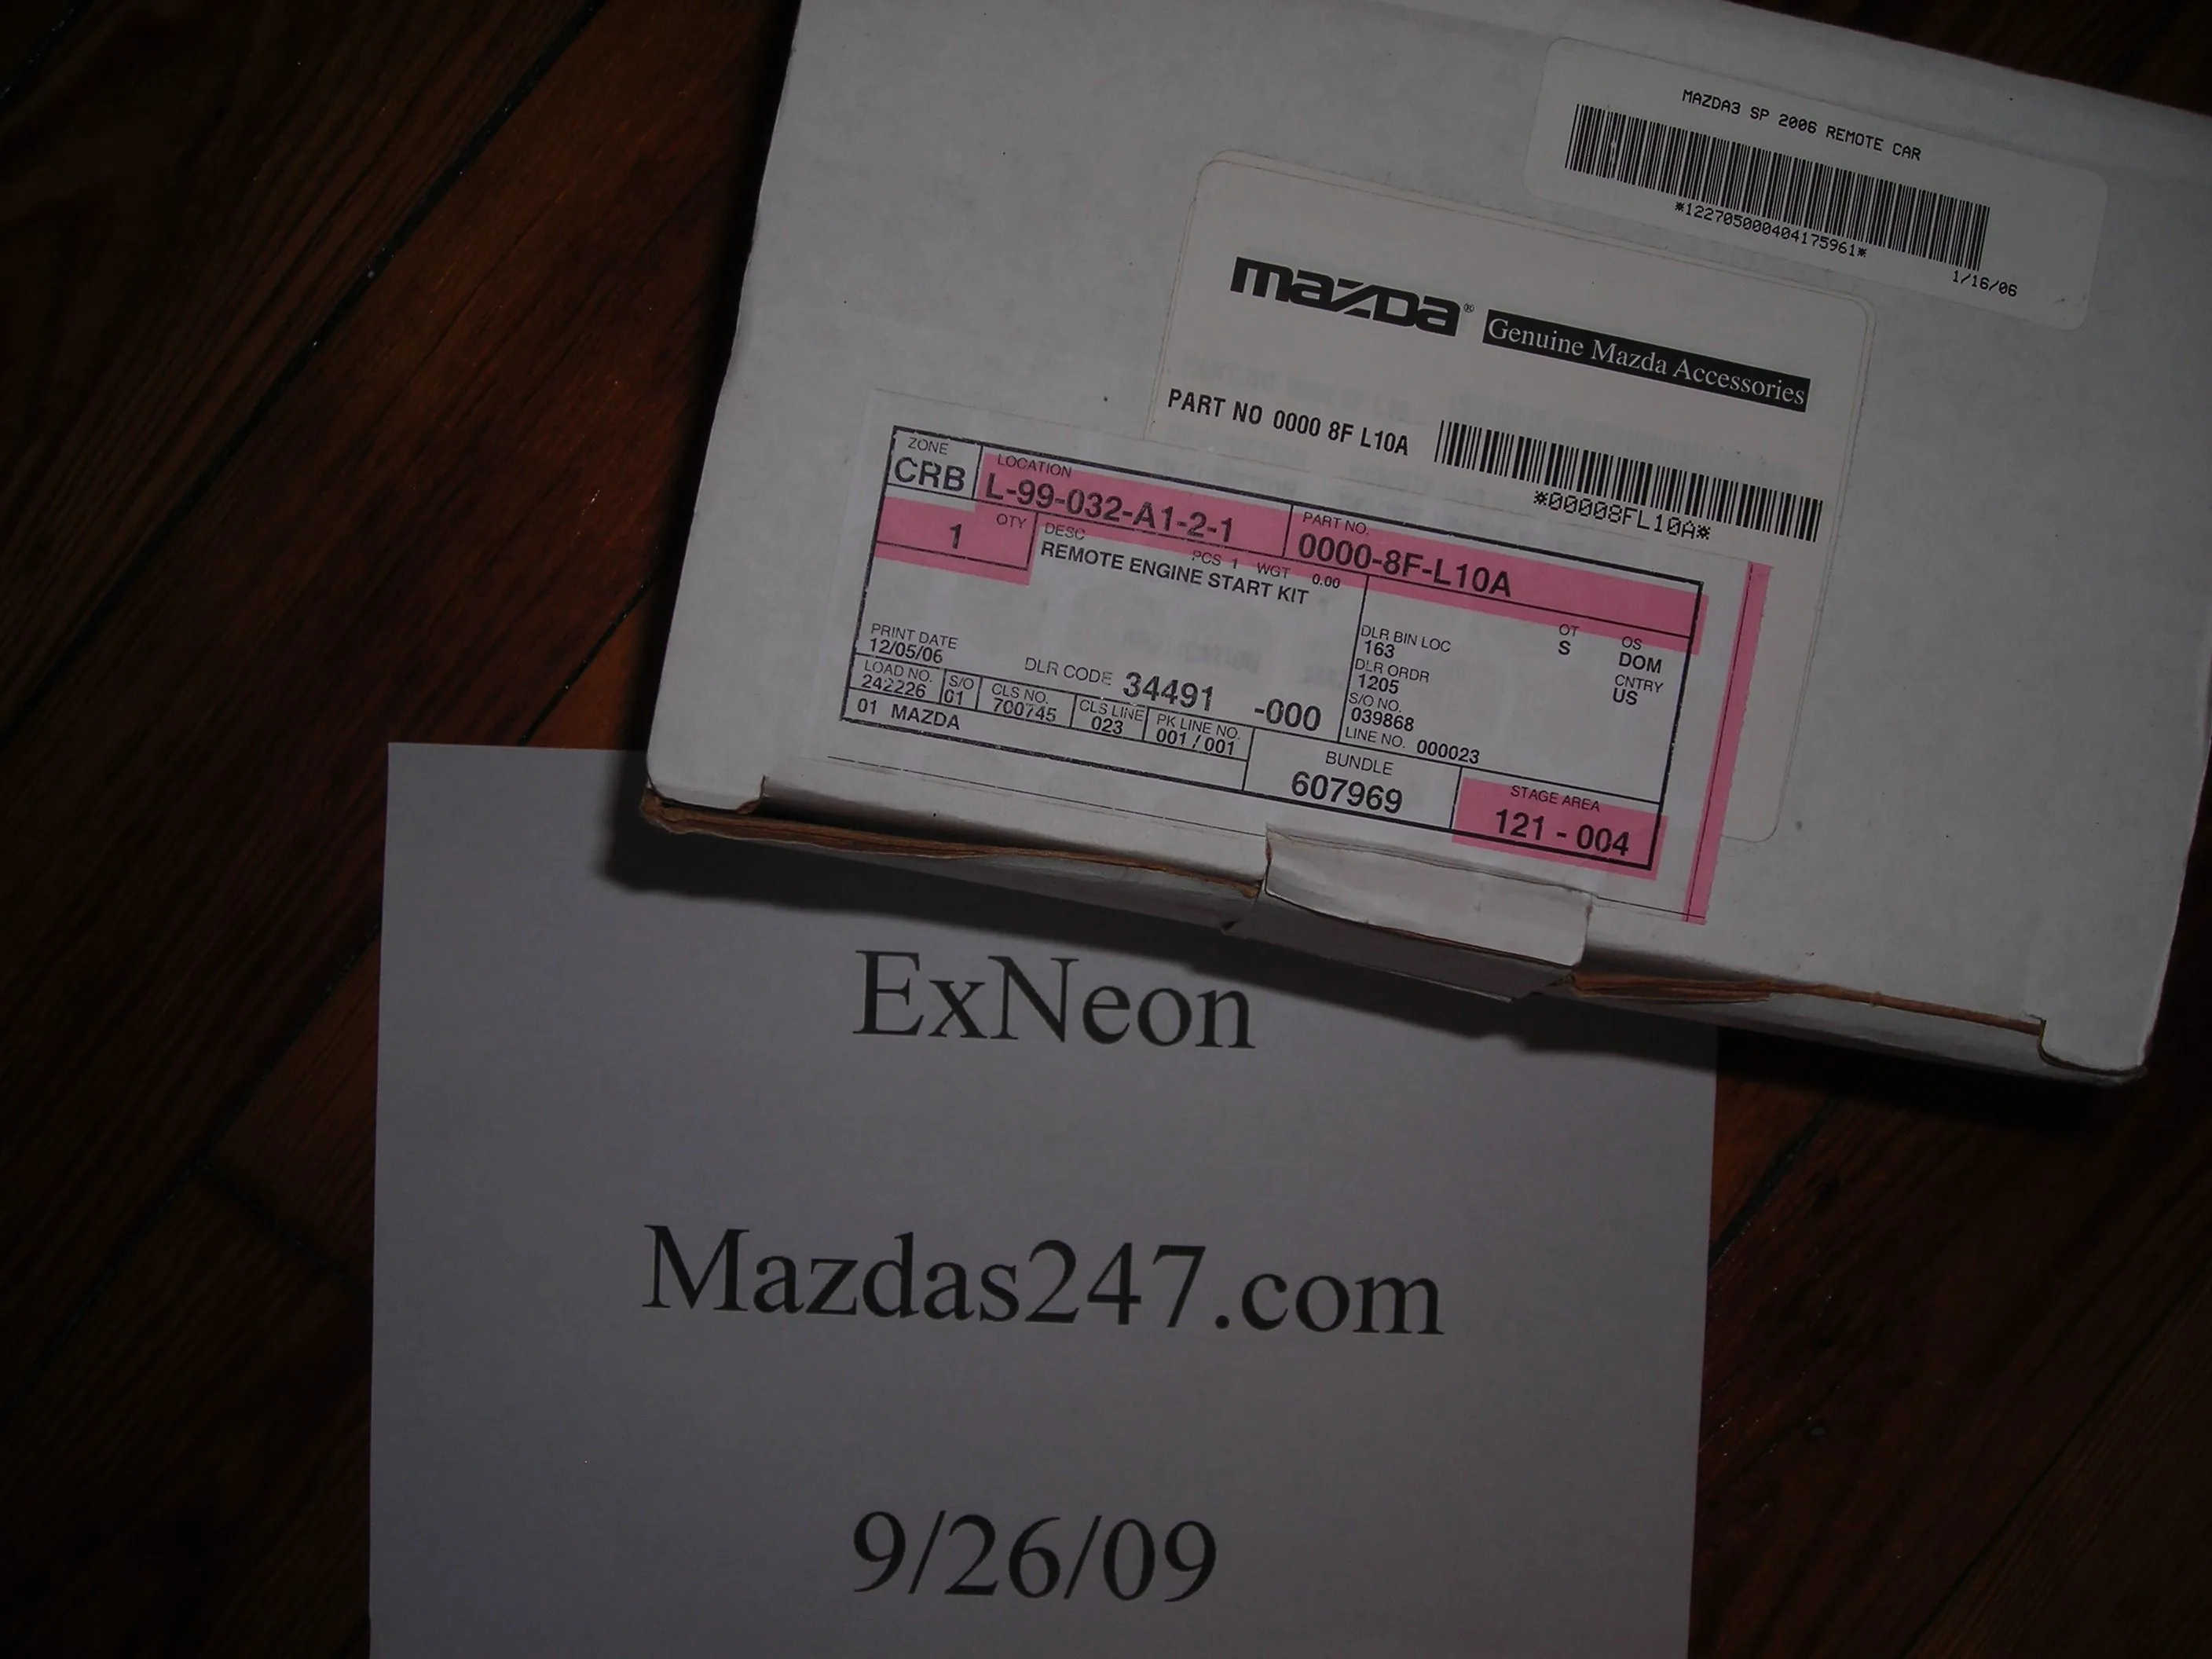 MAZDA3 SP 2006 REMOTE CAR
*122705000404175961*
1/16/06
mazda® Genuine Mazda Accessories
PART NO 0000 8F L10A
*00008FL10A*
ZONE
CRB
LOCATION
L-99-032-A1-2-1
PART NO.
0000-8F-L10A
1 QTY
DESC PCS 1 WGT 0.00
REMOTE ENGINE START KIT
PRINT DATE
12/05/06
DLR CODE 34491 -000
DLR BIN LOC
163
DLR ORDR
1205
S/O NO.
039868
LINE NO. 000023
OT
S
OS
DOM
CNTRY
US
LOAD NO.
242226
S/O
01
CLS NO.
700745
CLS LINE
023
PK LINE NO.
001 / 001
01 MAZDA
BUNDLE
607969
STAGE AREA
121 - 004
ExNeon
Mazdas247.com
9/26/09